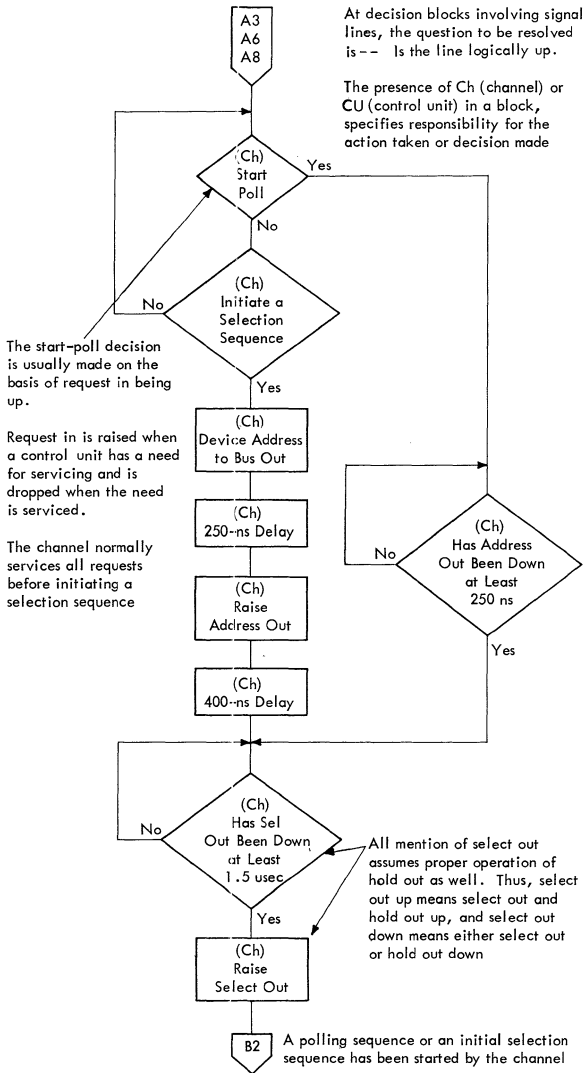 A3
A6
A8
At decision blocks involving signal
lines, the question to be resolved
is -- Is the line logically up.
The presence of Ch (channel) or
CU (control unit) in a block,
specifies responsibility for the
action taken or decision made
(Ch)
Start
Poll
Yes
No
(Ch)
Initiate a
Selection
Sequence
No
Yes
The start-poll decision
is usually made on the
basis of request in being
up.
Request in is raised when
a control unit has a need
for servicing and is
dropped when the need
is serviced.
The channel normally
services all requests
before initiating a
selection sequence
(Ch)
Device Address
to Bus Out
(Ch)
250-ns Delay
(Ch)
Raise
Address Out
(Ch)
400-ns Delay
(Ch)
Has Address
Out Been Down
at Least
250 ns
No
Yes
(Ch)
Has Sel
Out Been Down
at Least
1.5 usec
No
Yes
All mention of select out
assumes proper operation of
hold out as well. Thus, select
out up means select out and
hold out up, and select out
down means either select out
or hold out down
(Ch)
Raise
Select Out
B2
A polling sequence or an initial selection
sequence has been started by the channel